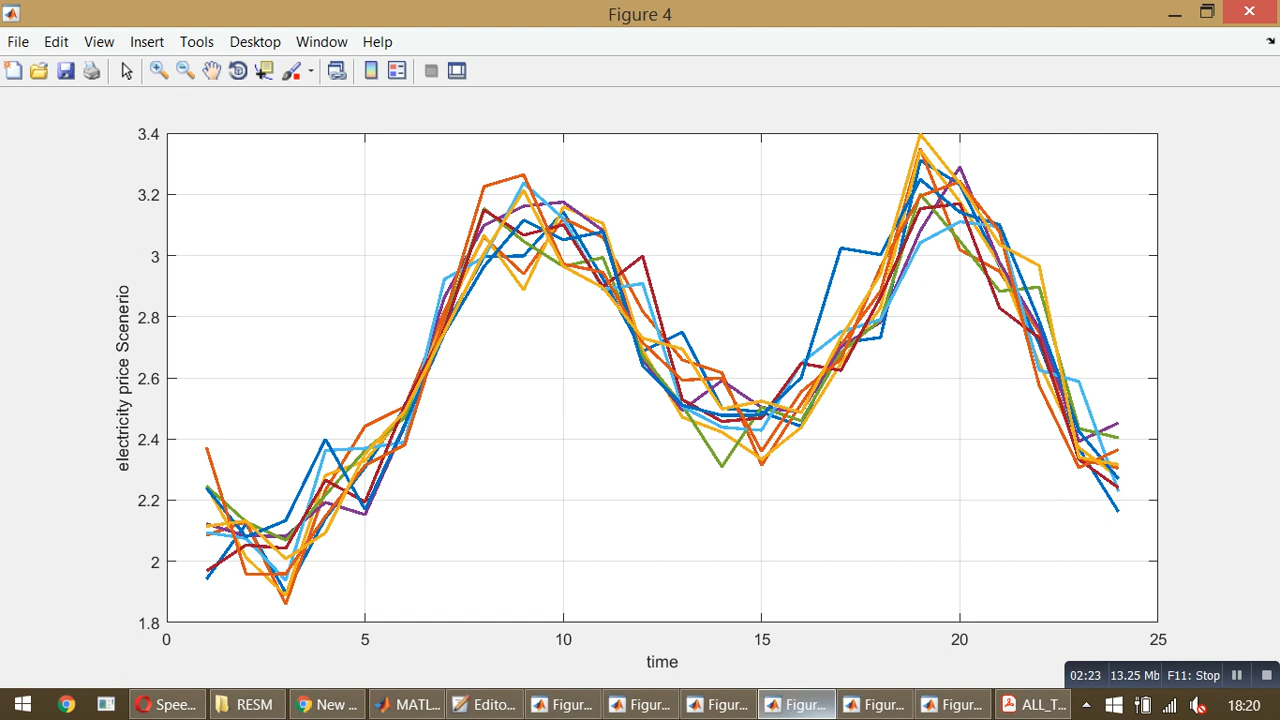 Figure 4
File Edit View Insert Tools Desktop Window Help
3.4
3.2
3
2.8
2.6
2.4
2.2
2
1.8
electricity price Scenerio
0 5 10 15 20 25
time
02:23 13.25 Mb F11: Stop
Spee... RESM New ... MATL... Edito... Figur... Figur... Figur... Figur... Figur... Figur... ALL_T... 18:20